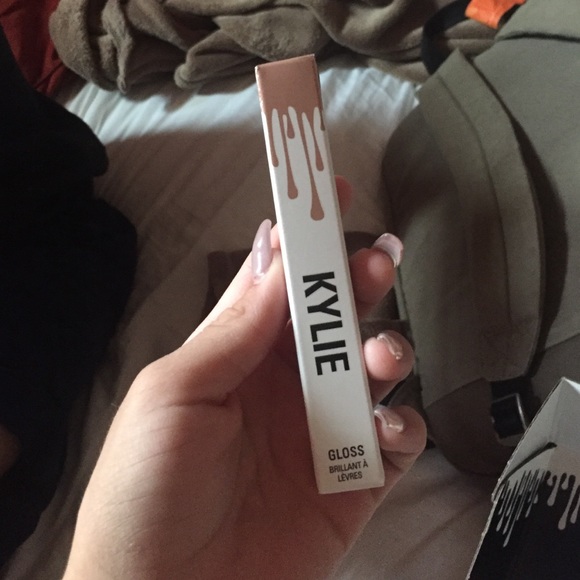 KYLIE
GLOSS
BRILLANT À
LÈVRES